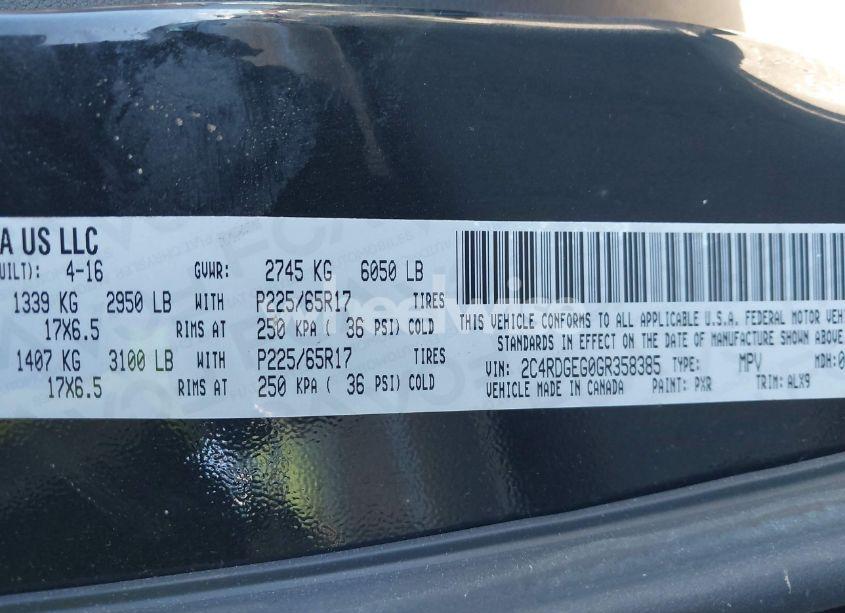 A US LLC
UILT): 4-16 GVWR: 2745 KG 6050 LB
1339 KG 2950 LB WITH P225/65R17 TIRES
17X6.5 RIMS AT 250 KPA ( 36 PSI) COLD
1407 KG 3100 LB WITH P225/65R17 TIRES
17X6.5 RIMS AT 250 KPA ( 36 PSI) COLD
THIS VEHICLE CONFORMS TO ALL APPLICABLE U.S.A. FEDERAL MOTOR VEH
STANDARDS IN EFFECT ON THE DATE OF MANUFACTURE SHOWN ABOVE
VIN: 2C4RDGEG0GR358385 TYPE: MPV MDH:0
VEHICLE MADE IN CANADA PAINT: PXR TRIM: ALX9